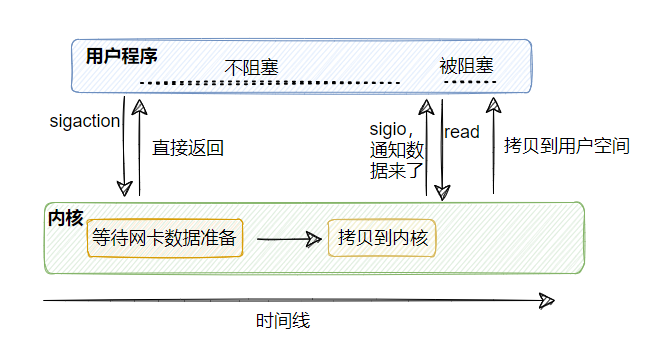 用户程序
不阻塞
被阻塞
sigaction
直接返回
sigio，
通知数
据来了
read
拷贝到用户空间
内核
等待网卡数据准备
拷贝到内核
时间线